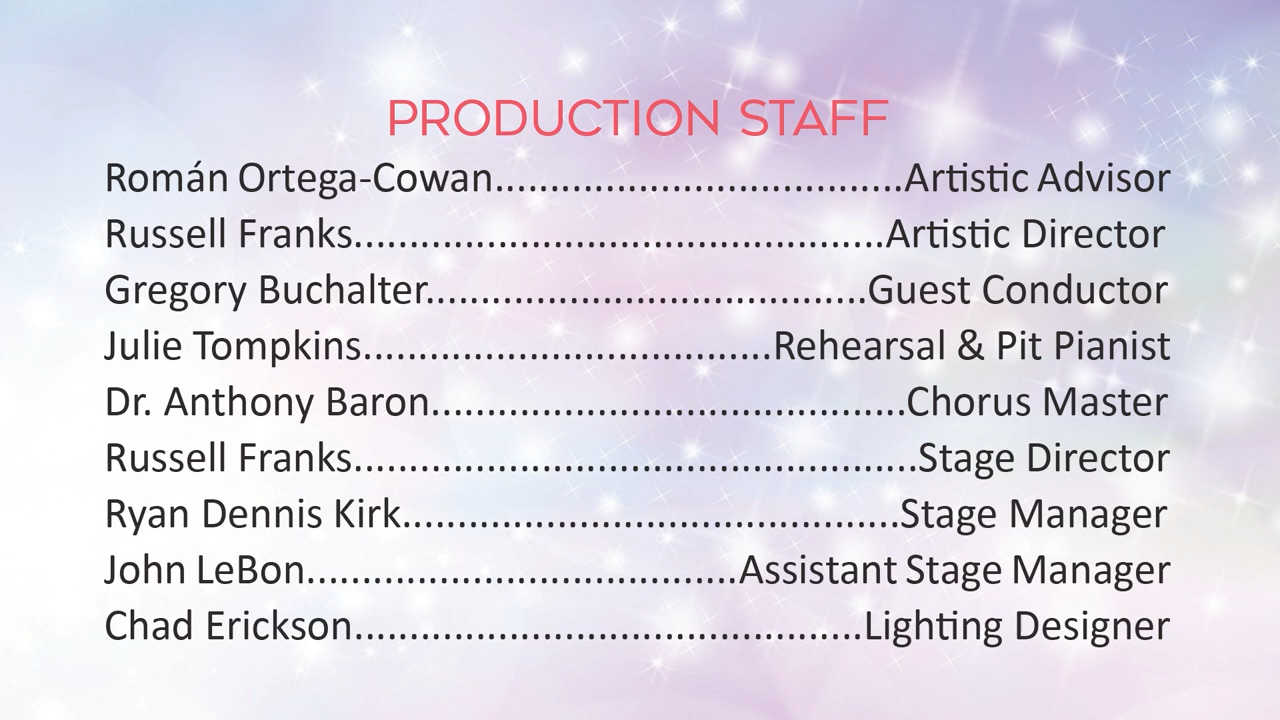 PRODUCTION STAFF
Román Ortega-Cowan.....................................Artistic Advisor
Russell Franks................................................Artistic Director
Gregory Buchalter........................................Guest Conductor
Julie Tompkins.....................................Rehearsal & Pit Pianist
Dr. Anthony Baron...........................................Chorus Master
Russell Franks...................................................Stage Director
Ryan Dennis Kirk.............................................Stage Manager
John LeBon.......................................Assistant Stage Manager
Chad Erickson..............................................Lighting Designer